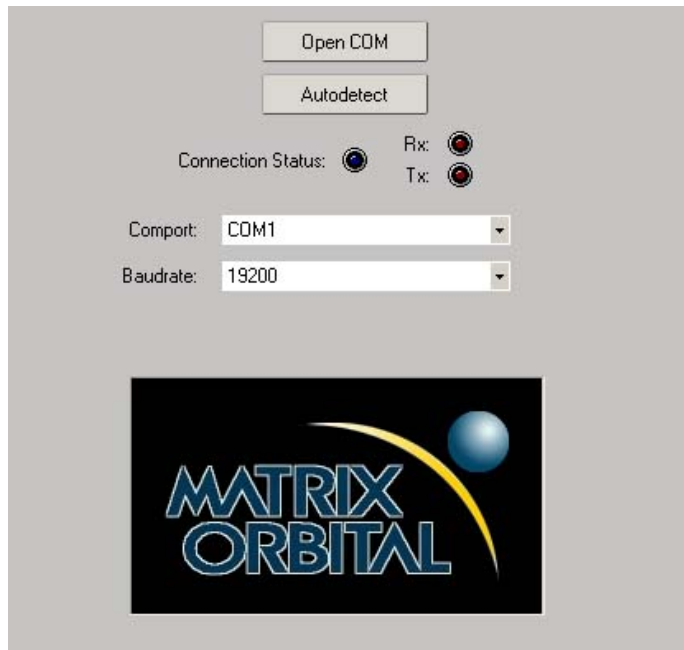 Open COM
Autodetect
Connection Status:
Rx:
Tx:
Comport: COM1
Baudrate: 19200
MATRIX
ORBITAL